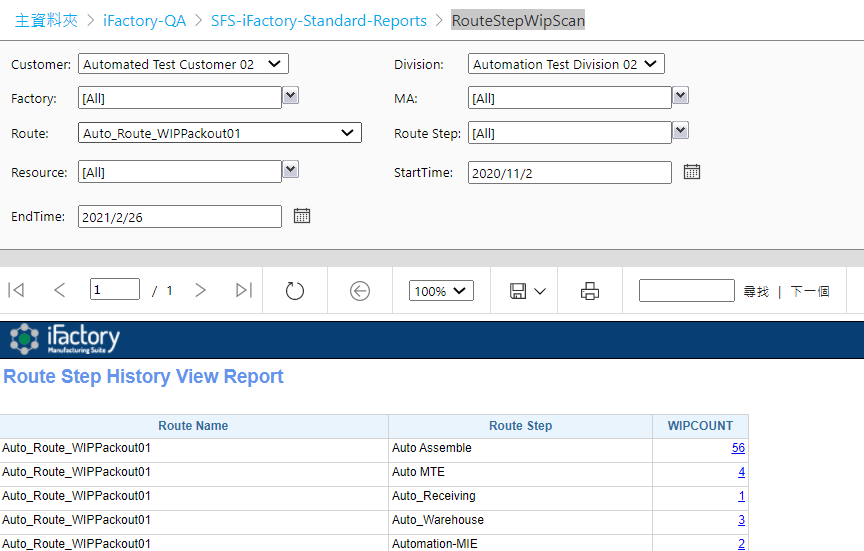 主資料夾 > iFactory-QA > SFS-iFactory-Standard-Reports > RouteStepWipScan
Customer: Automated Test Customer 02 Division: Automation Test Division 02
Factory: [All] MA: [All]
Route: Auto_Route_WIPPackout01 Route Step: [All]
Resource: [All] StartTime: 2020/11/2
EndTime: 2021/2/26
1 / 1 100% 尋找 | 下一個
iFactory
Manufacturing Suite
Route Step History View Report
Route Name Route Step WIPCOUNT
Auto_Route_WIPPackout01 Auto Assemble 56
Auto_Route_WIPPackout01 Auto MTE 4
Auto_Route_WIPPackout01 Auto_Receiving 1
Auto_Route_WIPPackout01 Auto_Warehouse 3
Auto_Route_WIPPackout01 Automation-MIE 2